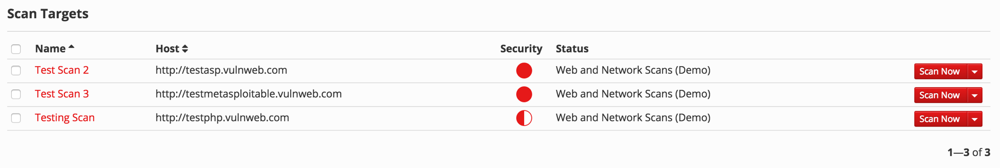 Scan Targets
Name Host Security Status
Test Scan 2 http://testasp.vulnweb.com Web and Network Scans (Demo) Scan Now
Test Scan 3 http://testmetasploitable.vulnweb.com Web and Network Scans (Demo) Scan Now
Testing Scan http://testphp.vulnweb.com Web and Network Scans (Demo) Scan Now
1—3 of 3